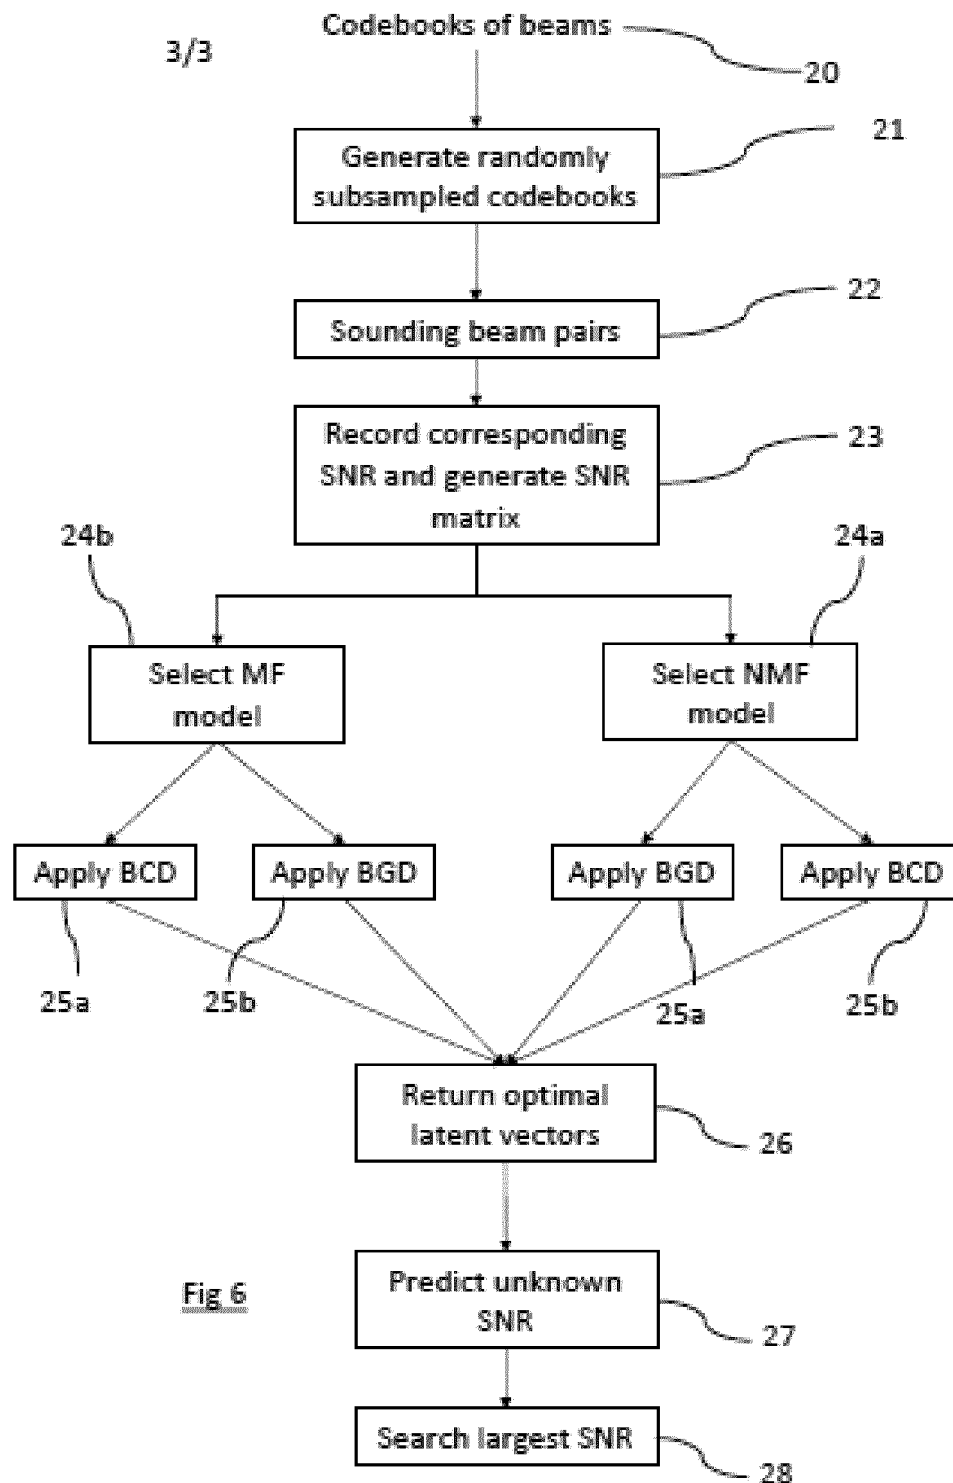 Codebooks of beams
3/3
20
21
Generate randomly
subsampled codebooks
22
Sounding beam pairs
23
Record corresponding
SNR and generate SNR
matrix
24b
24a
Select MF
model
Select NMF
model
Apply BCD
Apply BGD
Apply BGD
Apply BCD
25a
25b
25a
25b
Return optimal
latent vectors
26
Predict unknown
SNR
Fig 6
27
Search largest SNR
28